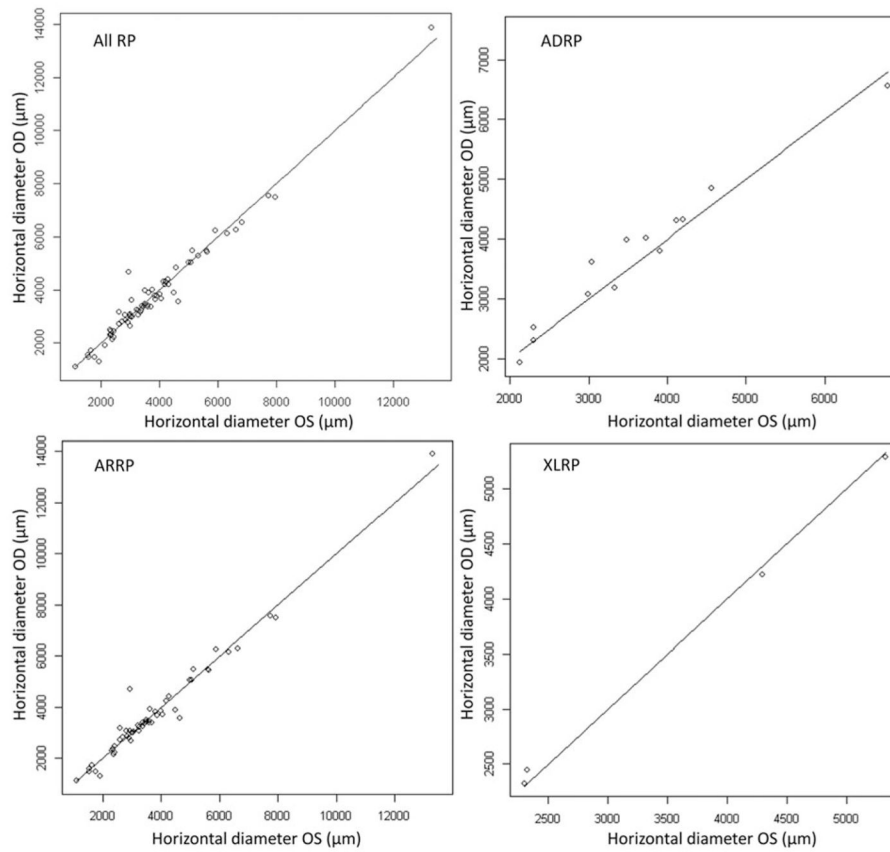 All RP
Horizontal diameter OD (µm)
14000
12000
10000
8000
6000
4000
2000
2000 4000 6000 8000 10000 12000
Horizontal diameter OS (µm)
ADRP
Horizontal diameter OD (µm)
7000
6000
5000
4000
3000
2000
2000 3000 4000 5000 6000
Horizontal diameter OS (µm)
ARRP
Horizontal diameter OD (µm)
14000
12000
10000
8000
6000
4000
2000
2000 4000 6000 8000 10000 12000
Horizontal diameter OS (µm)
XLRP
Horizontal diameter OD (µm)
5000
4500
4000
3500
3000
2500
2500 3000 3500 4000 4500 5000
Horizontal diameter OS (µm)